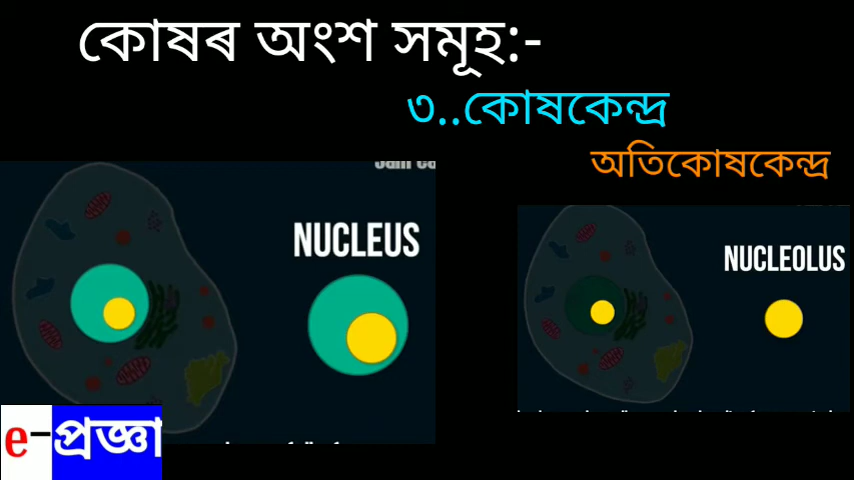 কোষৰ অংশ সমূহ:-
৩..কোষকেন্দ্ৰ
অতিকোষকেন্দ্ৰ
NUCLEUS
NUCLEOLUS
e-প্ৰজ্ঞা